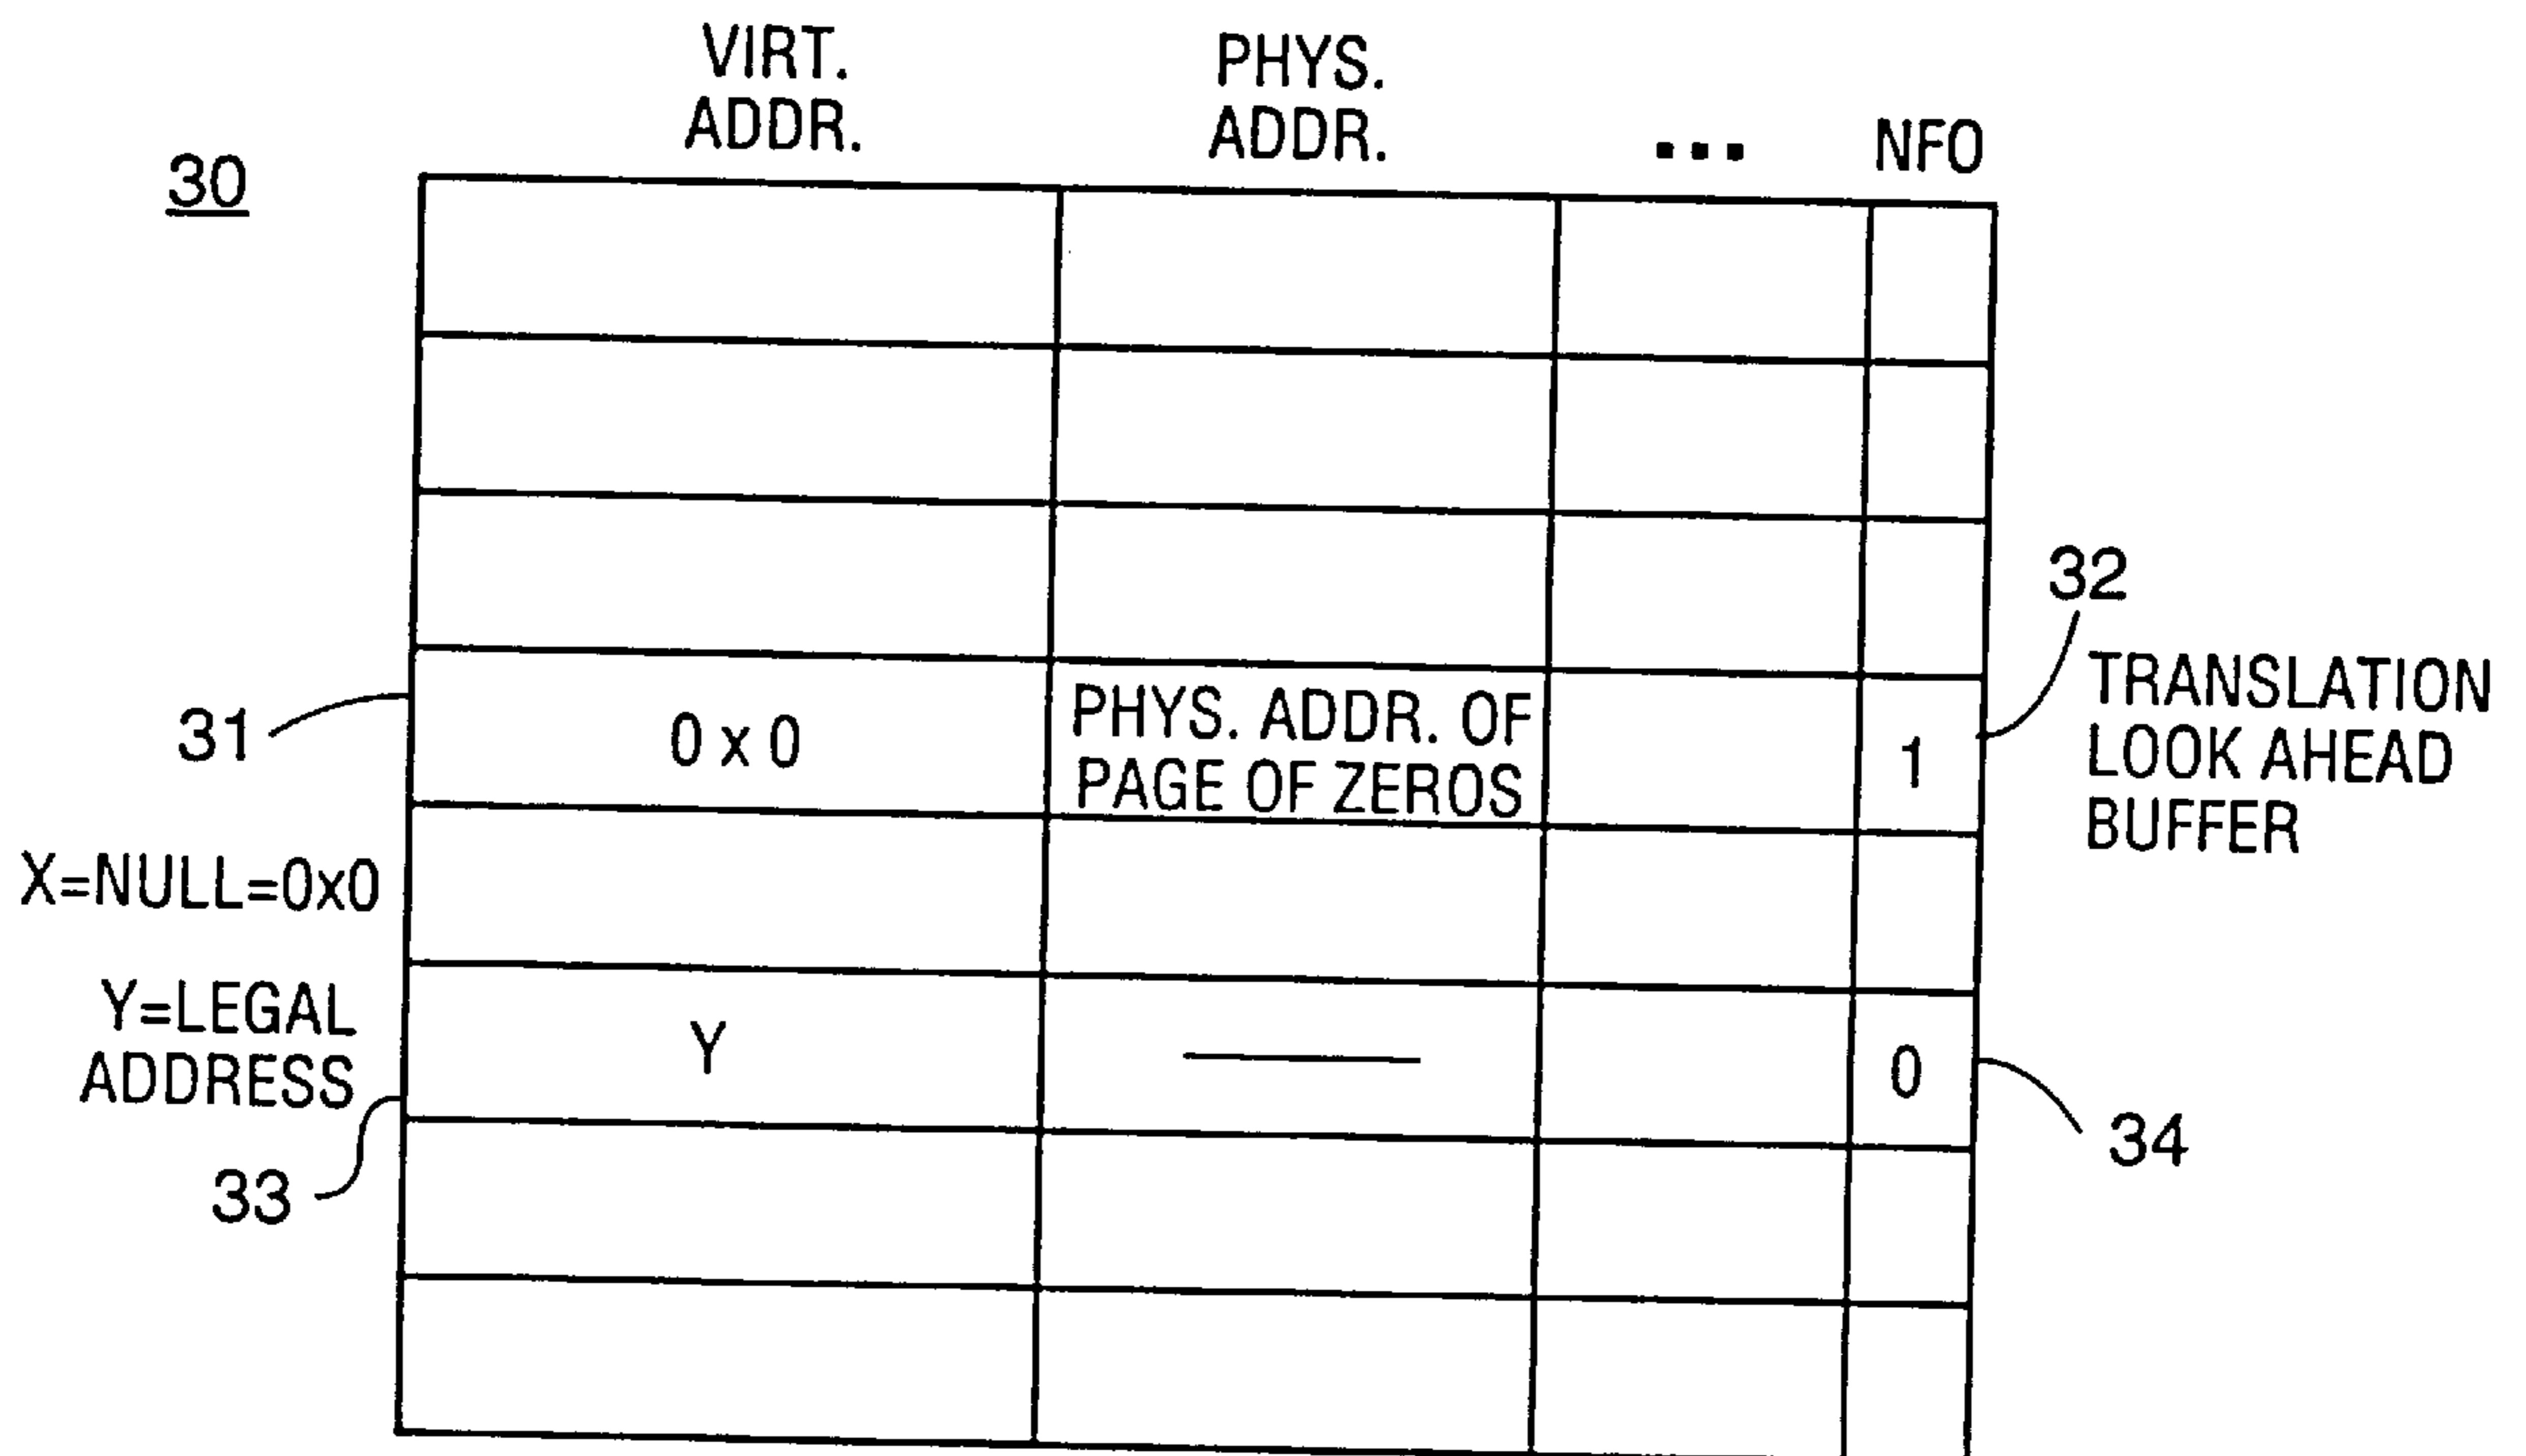 VIRT.
ADDR.
PHYS.
ADDR.
...
NFO
30
32
TRANSLATION
LOOK AHEAD
BUFFER
31
0 x 0
PHYS. ADDR. OF
PAGE OF ZEROS
1
X=NULL=0x0
Y=LEGAL
ADDRESS
Y
0
33
34